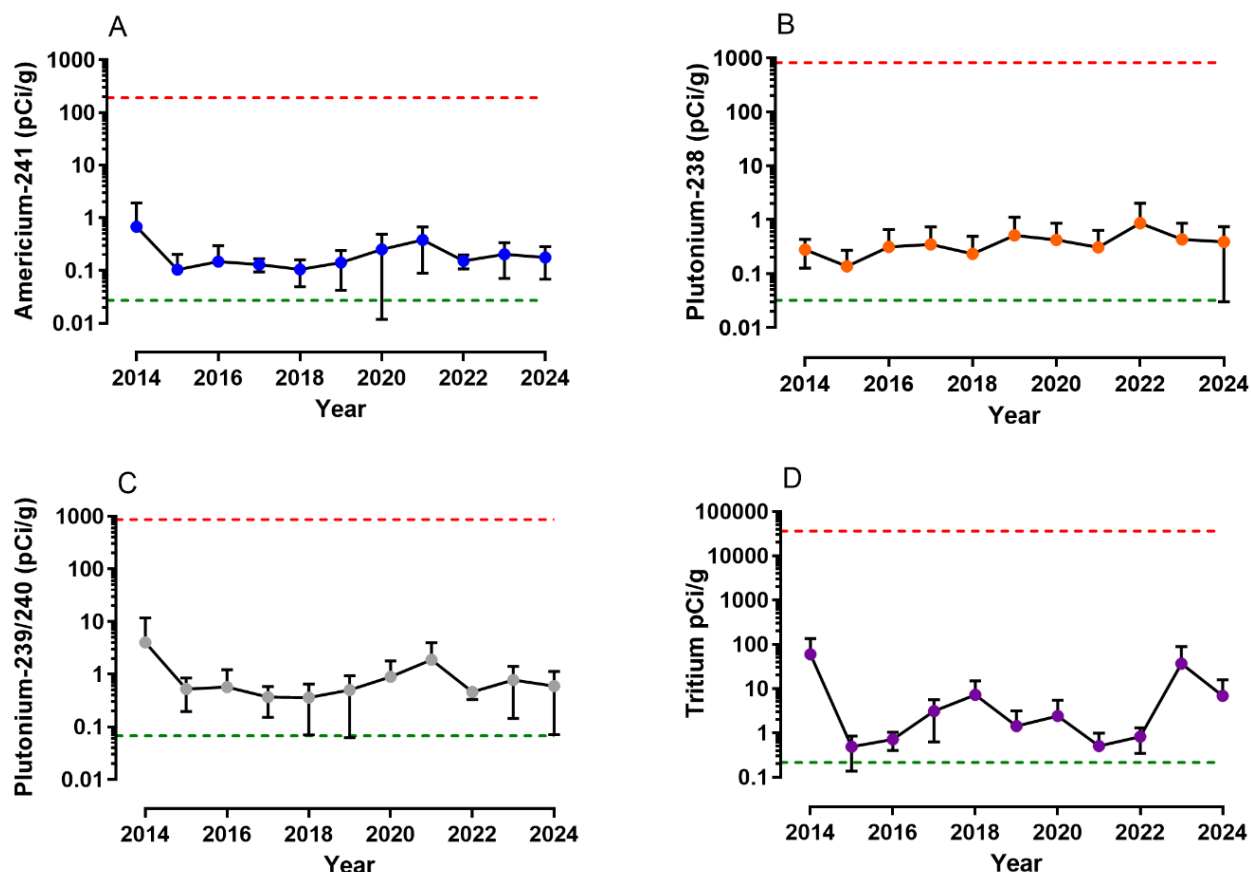 A
Americium-241 (pCi/g)
1000
100
10
1
0.1
0.01
2014 2016 2018 2020 2022 2024
Year
B
Plutonium-238 (pCi/g)
1000
100
10
1
0.1
0.01
2014 2016 2018 2020 2022 2024
Year
C
Plutonium-239/240 (pCi/g)
1000
100
10
1
0.1
0.01
2014 2016 2018 2020 2022 2024
Year
D
Tritium pCi/g
100000
10000
1000
100
10
1
0.1
2014 2016 2018 2020 2022 2024
Year